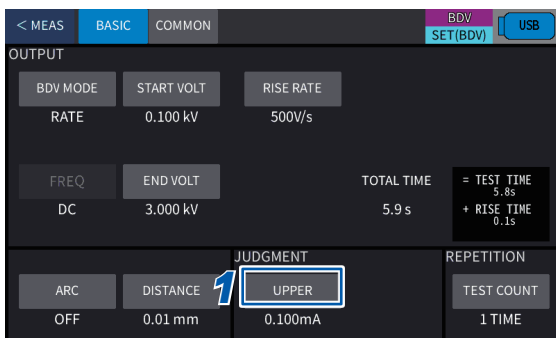 < MEAS BASIC COMMON BDV SET(BDV) USB
OUTPUT
BDV MODE START VOLT RISE RATE
RATE 0.100 kV 500V/s
FREQ END VOLT TOTAL TIME = TEST TIME
5.8s
DC 3.000 kV 5.9 s + RISE TIME
0.1s
JUDGMENT REPETITION
1
ARC DISTANCE UPPER TEST COUNT
OFF 0.01 mm 0.100mA 1 TIME